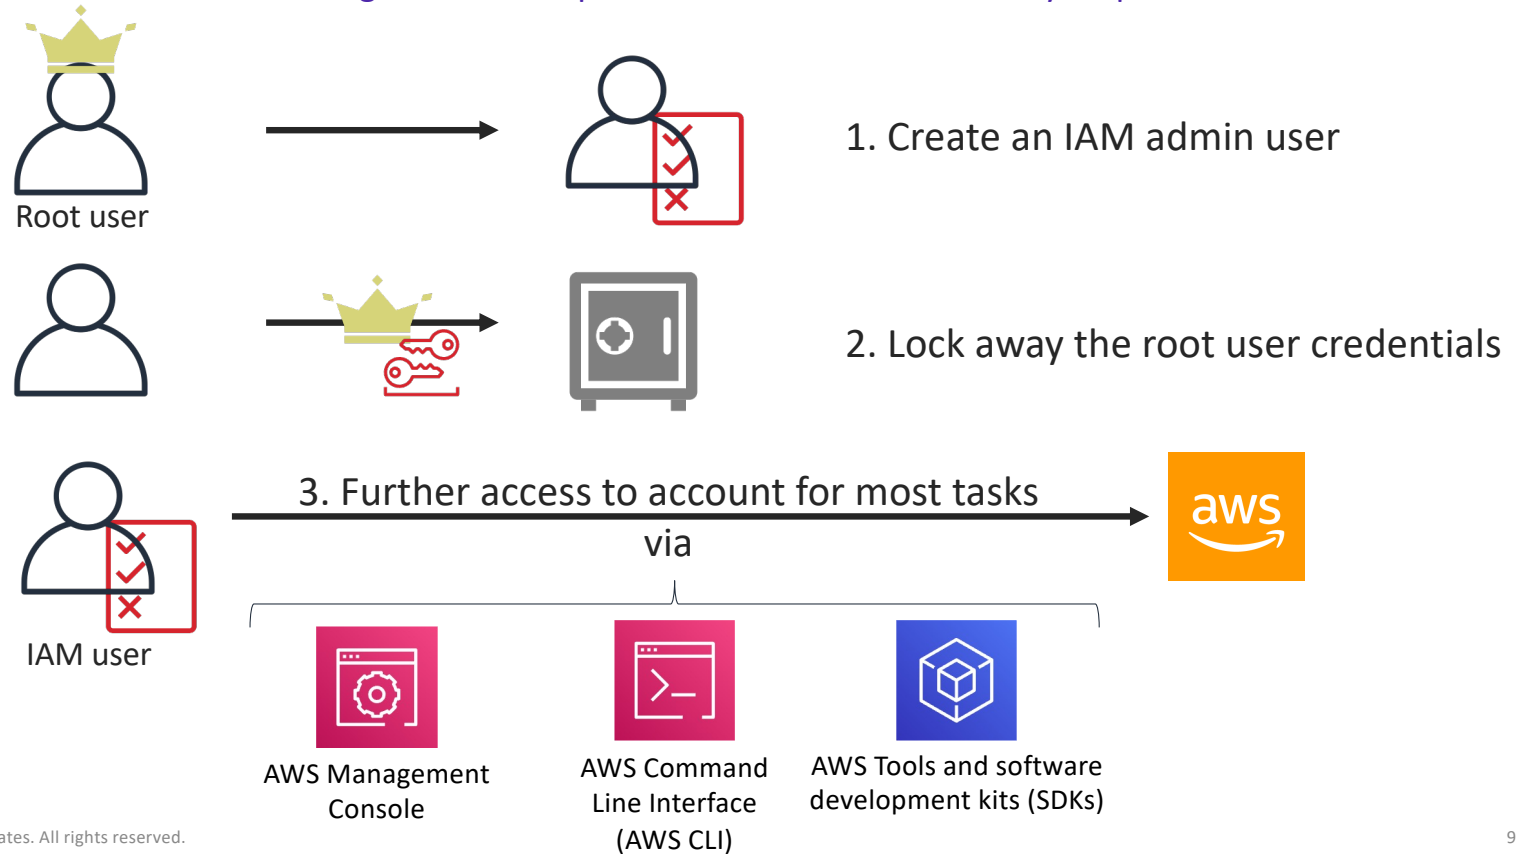 1. Create an IAM admin user
Root user
2. Lock away the root user credentials
3. Further access to account for most tasks
via
aws
IAM user
AWS Management
Console
AWS Command
Line Interface
(AWS CLI)
AWS Tools and software
development kits (SDKs)
ates. All rights reserved.
9